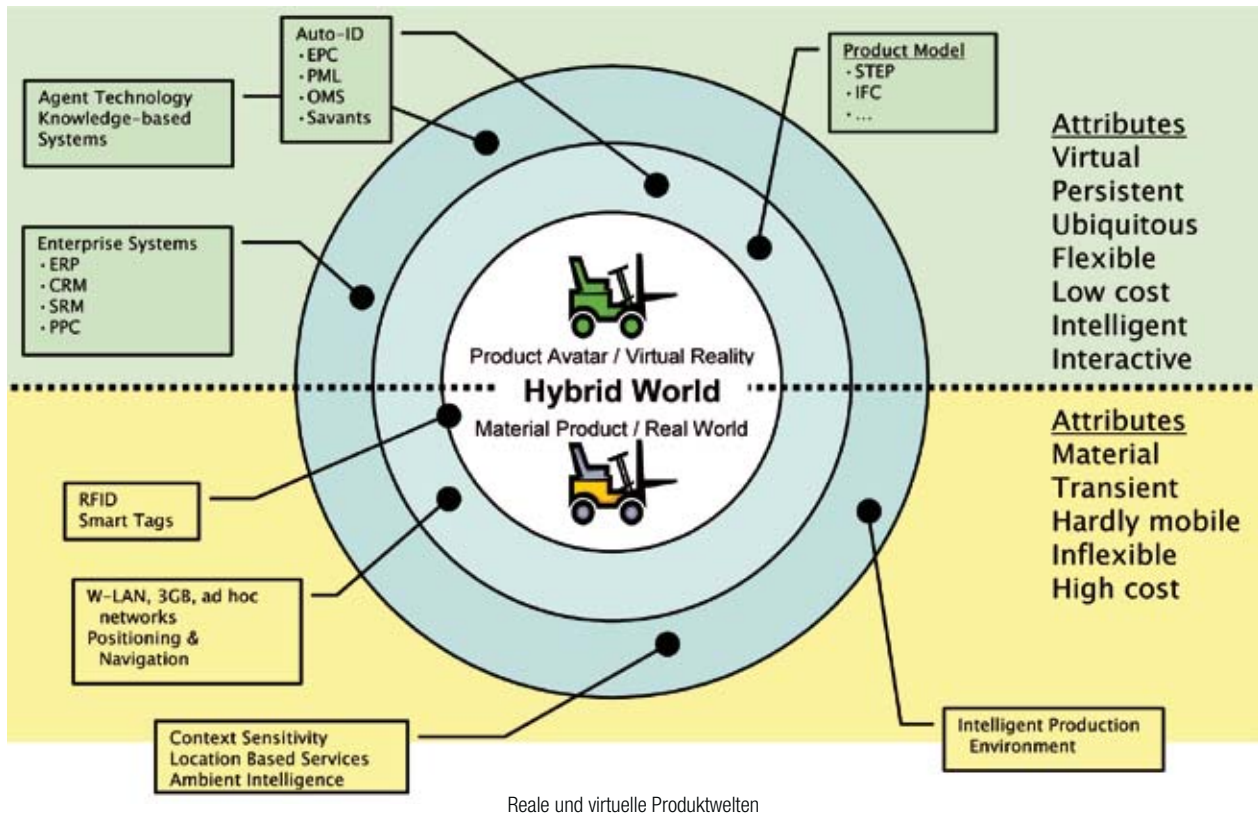 Auto-ID
· EPC
· PML
· OMS
· Savants
Product Model
· STEP
· IFC
· ...
Agent Technology
Knowledge-based
Systems
Attributes
Virtual
Persistent
Ubiquitous
Flexible
Low cost
Intelligent
Interactive
Enterprise Systems
· ERP
· CRM
· SRM
· PPC
Product Avatar / Virtual Reality
Hybrid World
Material Product / Real World
Attributes
Material
Transient
Hardly mobile
Inflexible
High cost
RFID
Smart Tags
W-LAN, 3GB, ad hoc
networks
Positioning &
Navigation
Context Sensitivity
Location Based Services
Ambient Intelligence
Intelligent Production
Environment
Reale und virtuelle Produktwelten